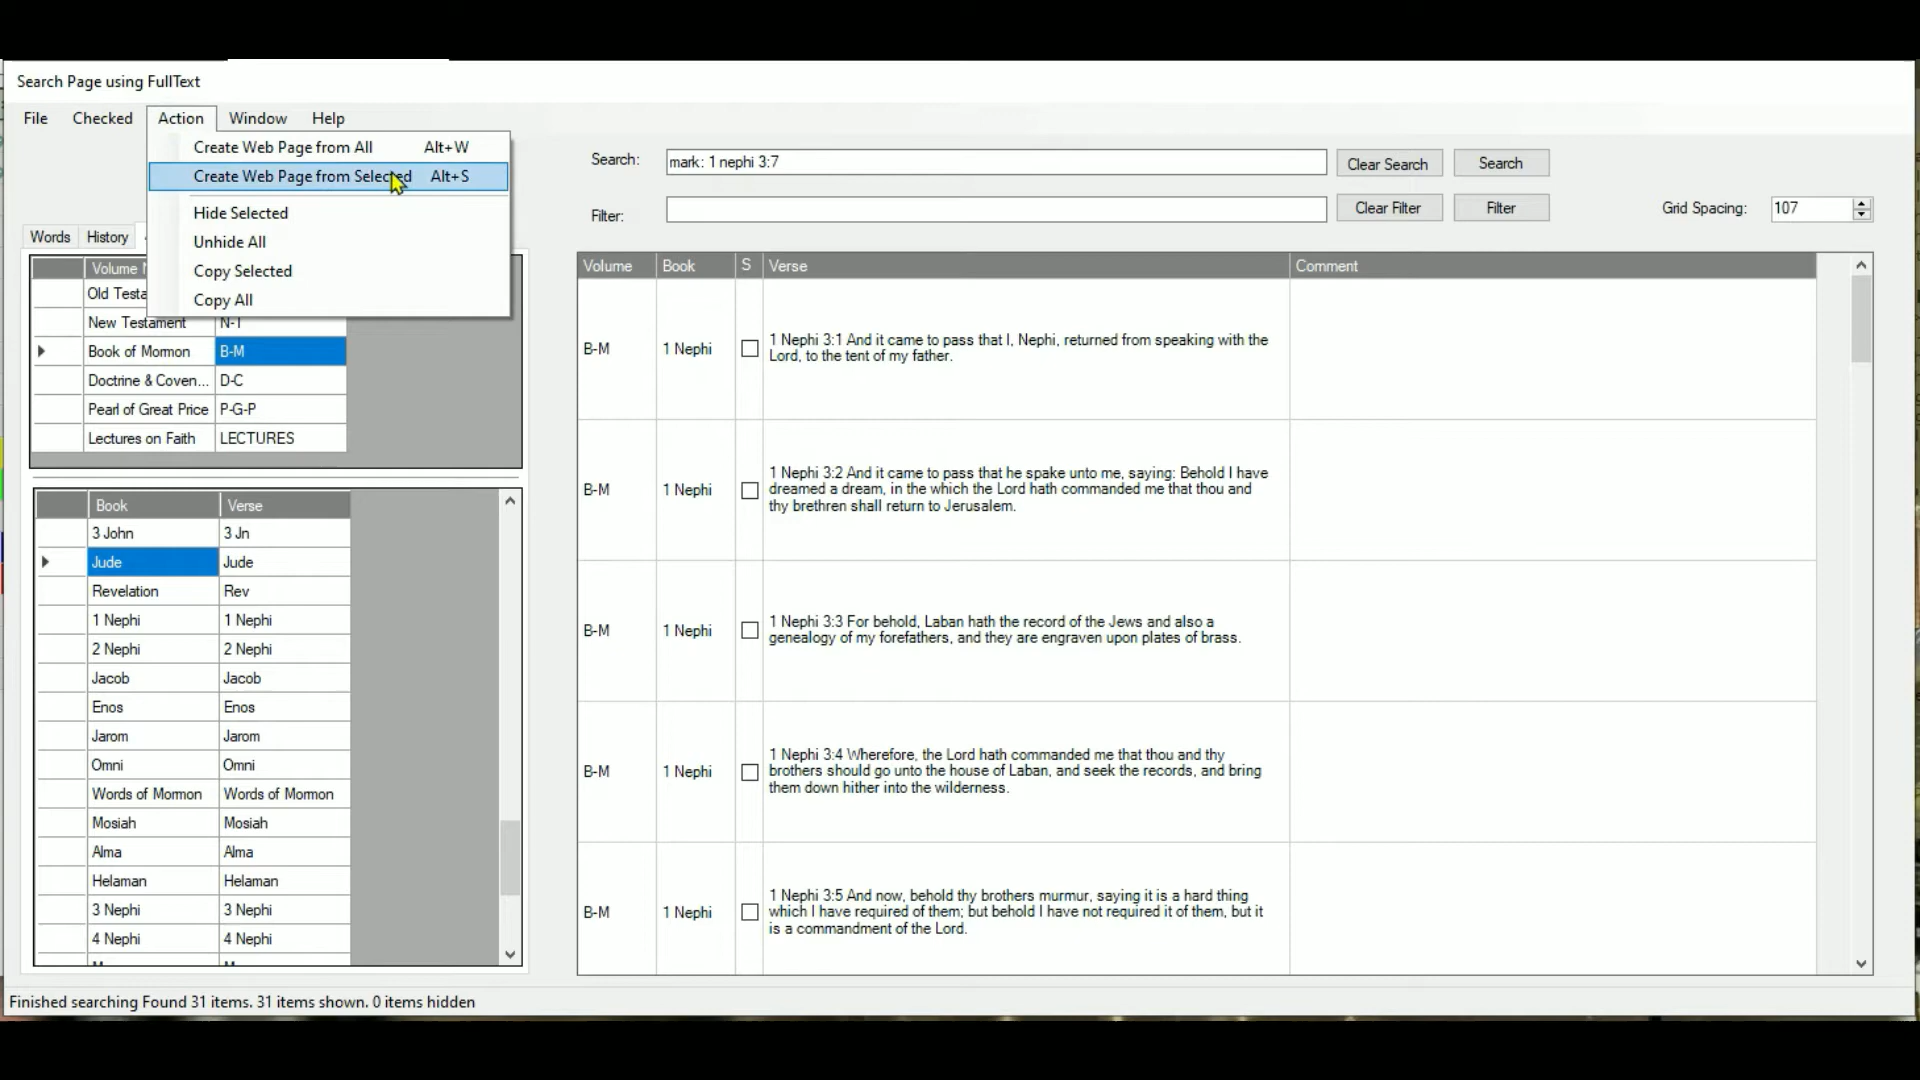 Search Page using FullText
File Checked Action Window Help
Create Web Page from All Alt+W
Create Web Page from Selected Alt+S
Hide Selected
Unhide All
Copy Selected
Copy All
Search: mark: 1 nephi 3:7 Clear Search Search
Filter: Clear Filter Filter Grid Spacing: 107
Words History
Volume
Old Testa
New Testament N-T
Book of Mormon B-M
Doctrine & Coven... D-C
Pearl of Great Price P-G-P
Lectures on Faith LECTURES
Book Verse
3 John 3 Jn
Jude Jude
Revelation Rev
1 Nephi 1 Nephi
2 Nephi 2 Nephi
Jacob Jacob
Enos Enos
Jarom Jarom
Omni Omni
Words of Mormon Words of Mormon
Mosiah Mosiah
Alma Alma
Helaman Helaman
3 Nephi 3 Nephi
4 Nephi 4 Nephi
Volume Book S Verse Comment
B-M 1 Nephi 1 Nephi 3:1 And it came to pass that I, Nephi, returned from speaking with the
Lord, to the tent of my father.
B-M 1 Nephi 1 Nephi 3:2 And it came to pass that he spake unto me, saying: Behold I have
dreamed a dream, in the which the Lord hath commanded me that thou and
thy brethren shall return to Jerusalem.
B-M 1 Nephi 1 Nephi 3:3 For behold, Laban hath the record of the Jews and also a
genealogy of my forefathers, and they are engraven upon plates of brass.
B-M 1 Nephi 1 Nephi 3:4 Wherefore, the Lord hath commanded me that thou and thy
brothers should go unto the house of Laban, and seek the records, and bring
them down hither into the wilderness.
B-M 1 Nephi 1 Nephi 3:5 And now, behold thy brothers murmur, saying it is a hard thing
which I have required of them; but behold I have not required it of them, but it
is a commandment of the Lord.
Finished searching Found 31 items. 31 items shown. 0 items hidden